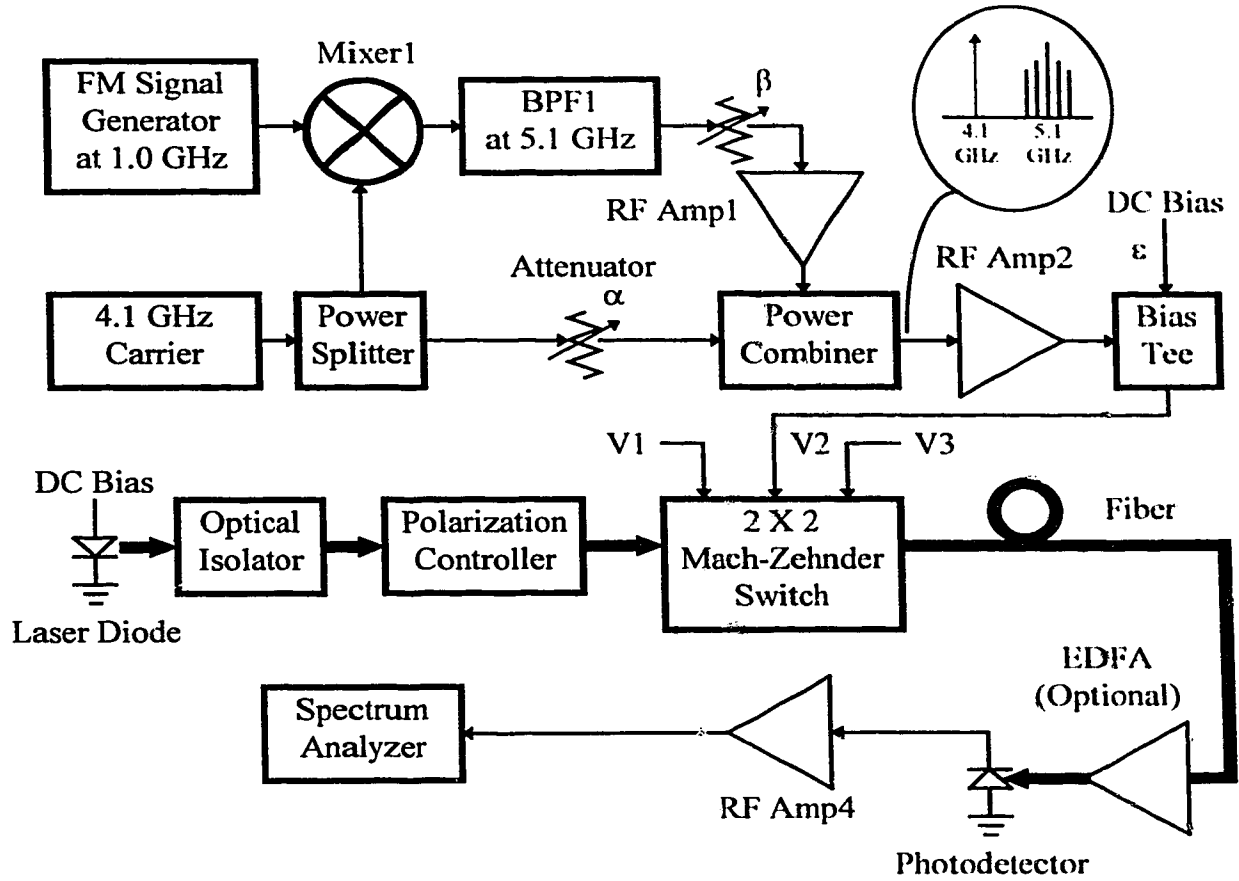 Mixer1
FM Signal
Generator
at 1.0 GHz
BPF1
at 5.1 GHz
β
4.1
GHz
5.1
GHz
RF Amp1
DC Bias
ε
RF Amp2
Attenuator
α
4.1 GHz
Carrier
Power
Splitter
Power
Combiner
Bias
Tee
V1
V2
V3
DC Bias
Optical
Isolator
Polarization
Controller
2 X 2
Mach-Zehnder
Switch
Fiber
Laser Diode
EDFA
(Optional)
Spectrum
Analyzer
RF Amp4
Photodetector